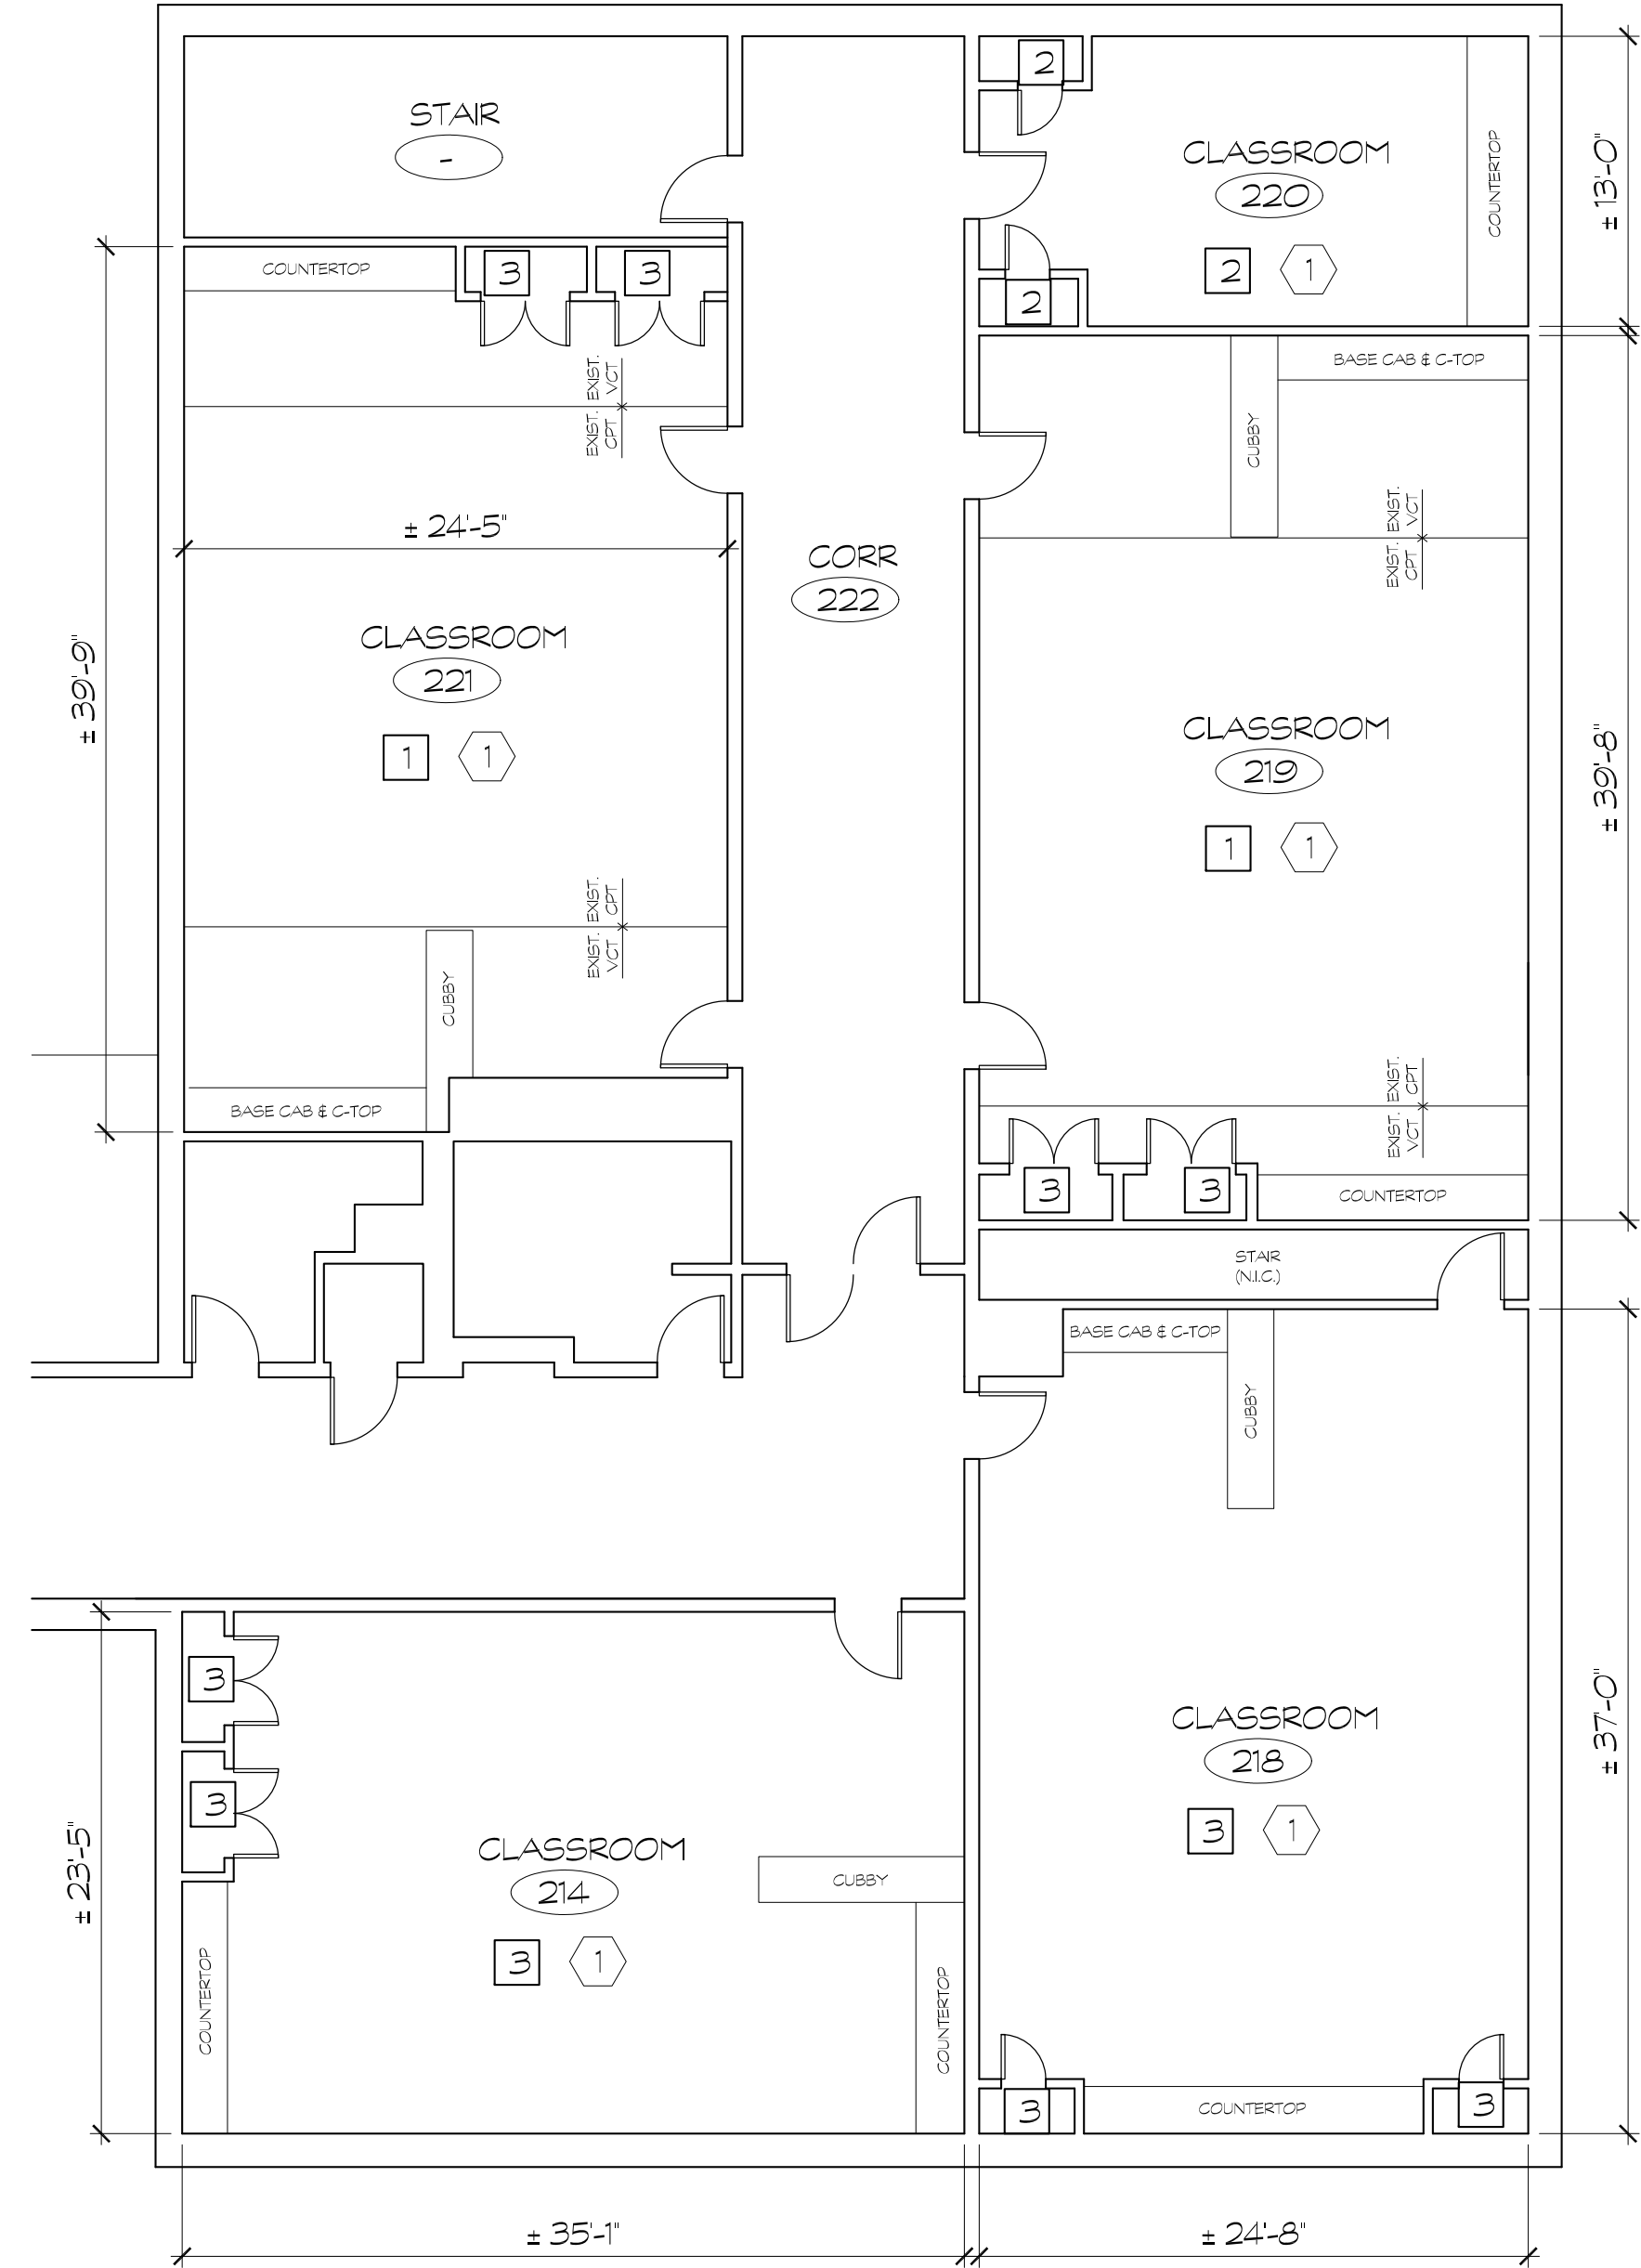 STAIR
-
2
CLASSROOM
220
2
1
COUNTERTOP
± 13'-0"
2
COUNTERTOP
3
3
EXIST. EXIST.
CPT VCT
BASE CAB & C-TOP
CUBBY
EXIST. EXIST.
CPT VCT
± 24'-5"
CORR
222
± 39'-9"
CLASSROOM
221
1
1
CLASSROOM
219
1
1
± 39'-8"
EXIST. EXIST.
VCT CPT
CUBBY
BASE CAB & C-TOP
EXIST. EXIST.
VCT CPT
3
3
COUNTERTOP
STAIR
(N.I.C.)
BASE CAB & C-TOP
CUBBY
3
3
CLASSROOM
218
3
1
± 37'-0"
± 23'-5"
CLASSROOM
214
3
1
CUBBY
COUNTERTOP
COUNTERTOP
3
COUNTERTOP
3
± 35'-1"
± 24'-8"